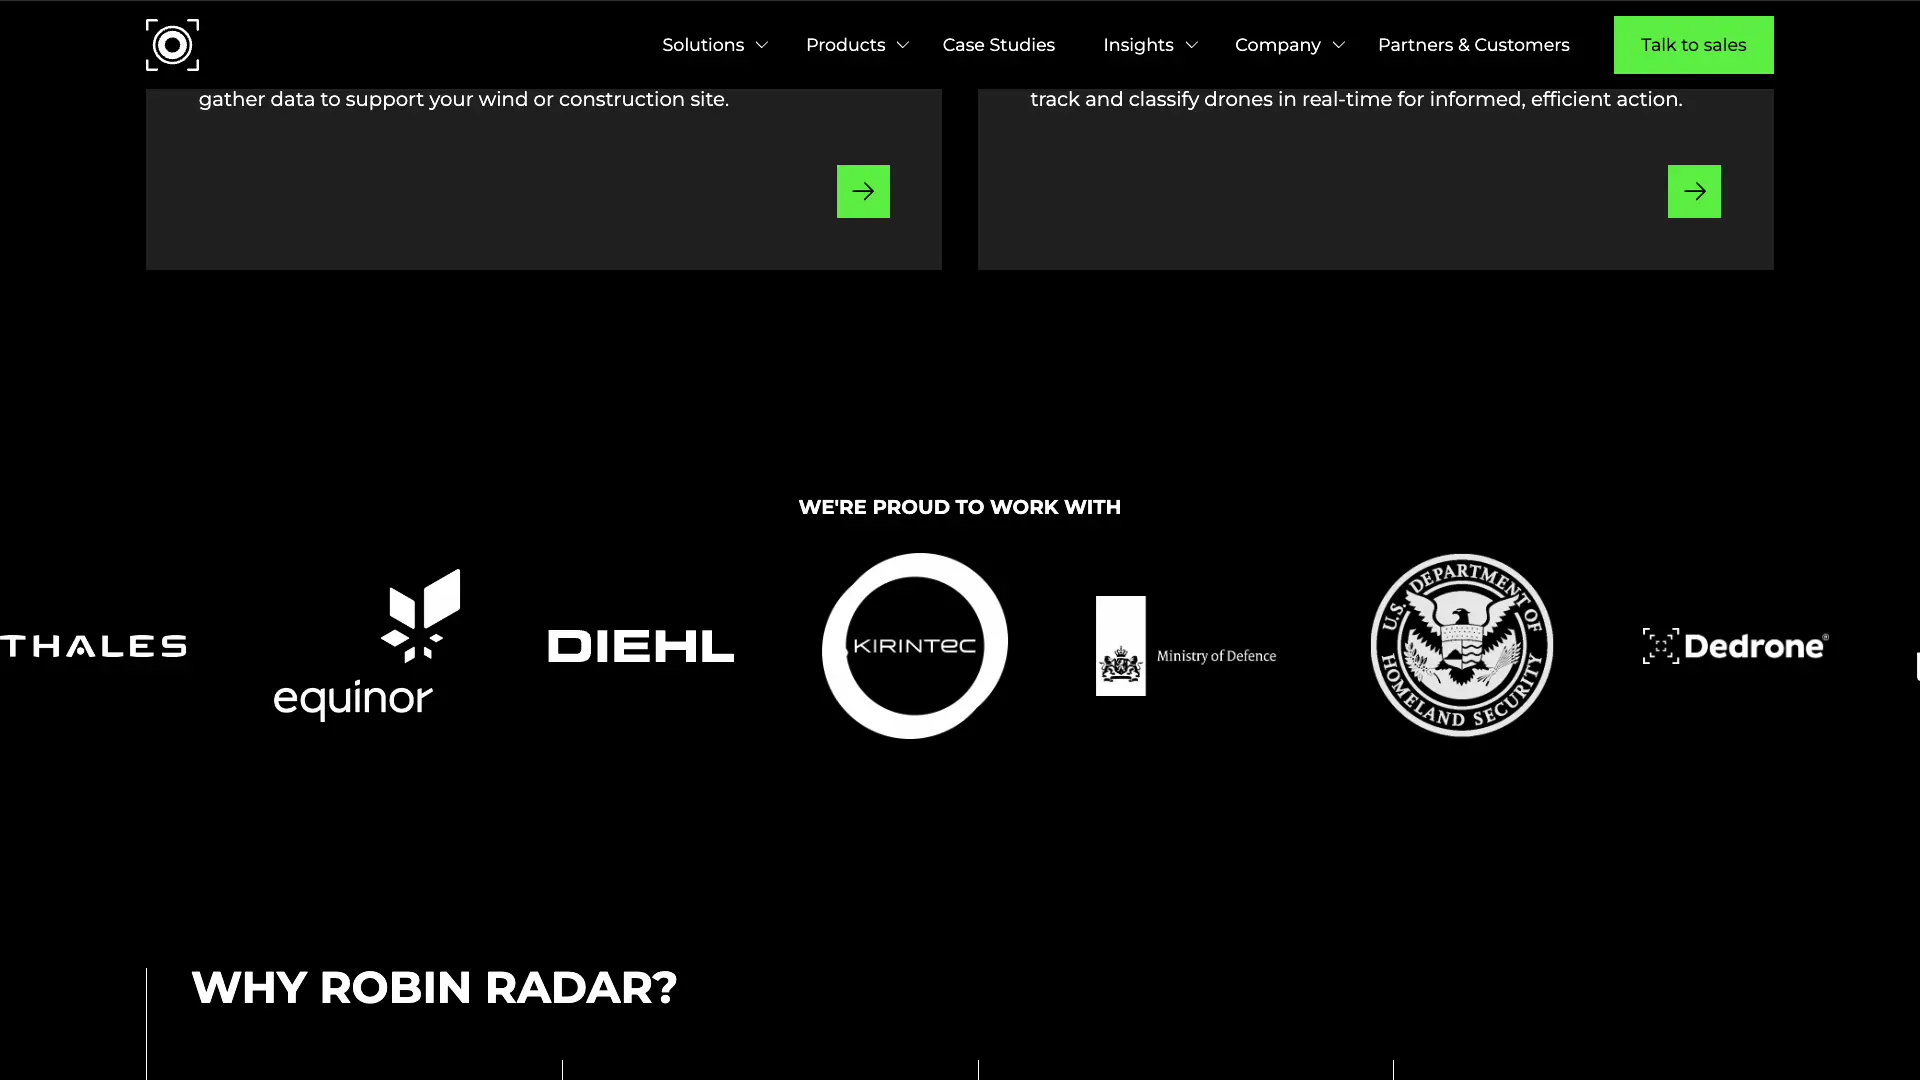 Solutions
Products
Case Studies
Insights
Company
Partners & Customers
Talk to sales
gather data to support your wind or construction site.
track and classify drones in real-time for informed, efficient action.
WE'RE PROUD TO WORK WITH
THALES
equinor
DIEHL
KIRINTEC
Ministry of Defence
U.S. DEPARTMENT OF HOMELAND SECURITY
Dedrone®
WHY ROBIN RADAR?